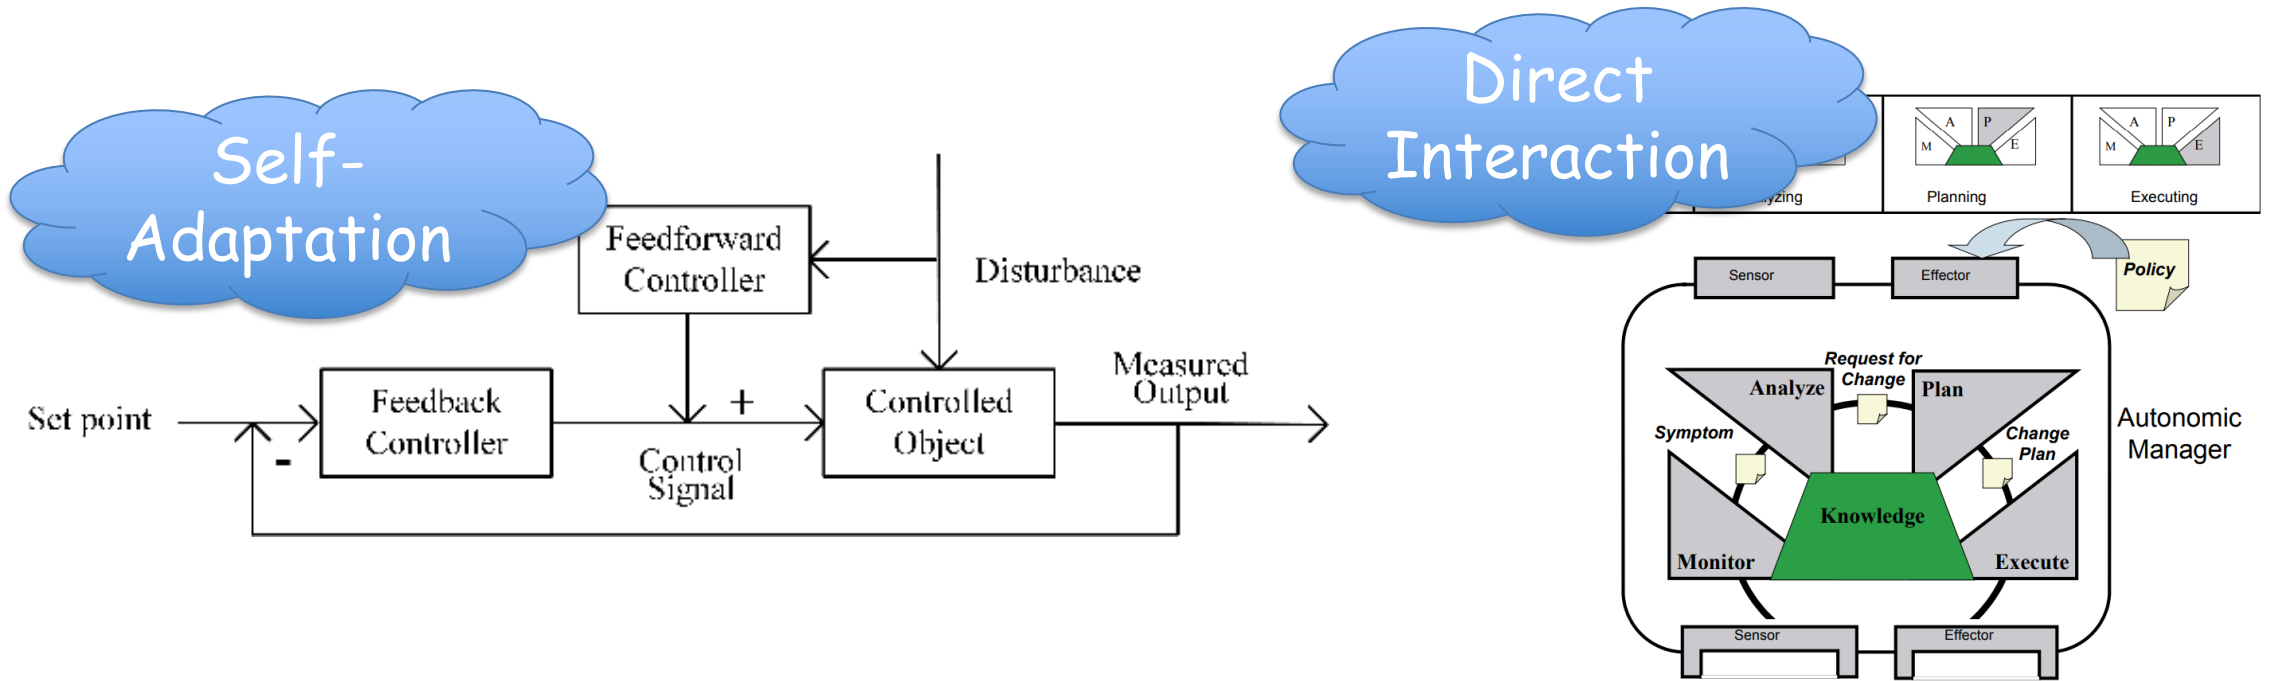 Self-
Adaptation
Feedforward
Controller
Disturbance
Set point
-
Feedback
Controller
+
Control
Signal
Controlled
Object
Measured
Output
Direct
Interaction
lyzing
M
A
P
E
Planning
M
A
P
E
Executing
Sensor
Effector
Policy
Request for
Change
Analyze
Plan
Symptom
Change
Plan
Knowledge
Monitor
Execute
Autonomic
Manager
Sensor
Effector